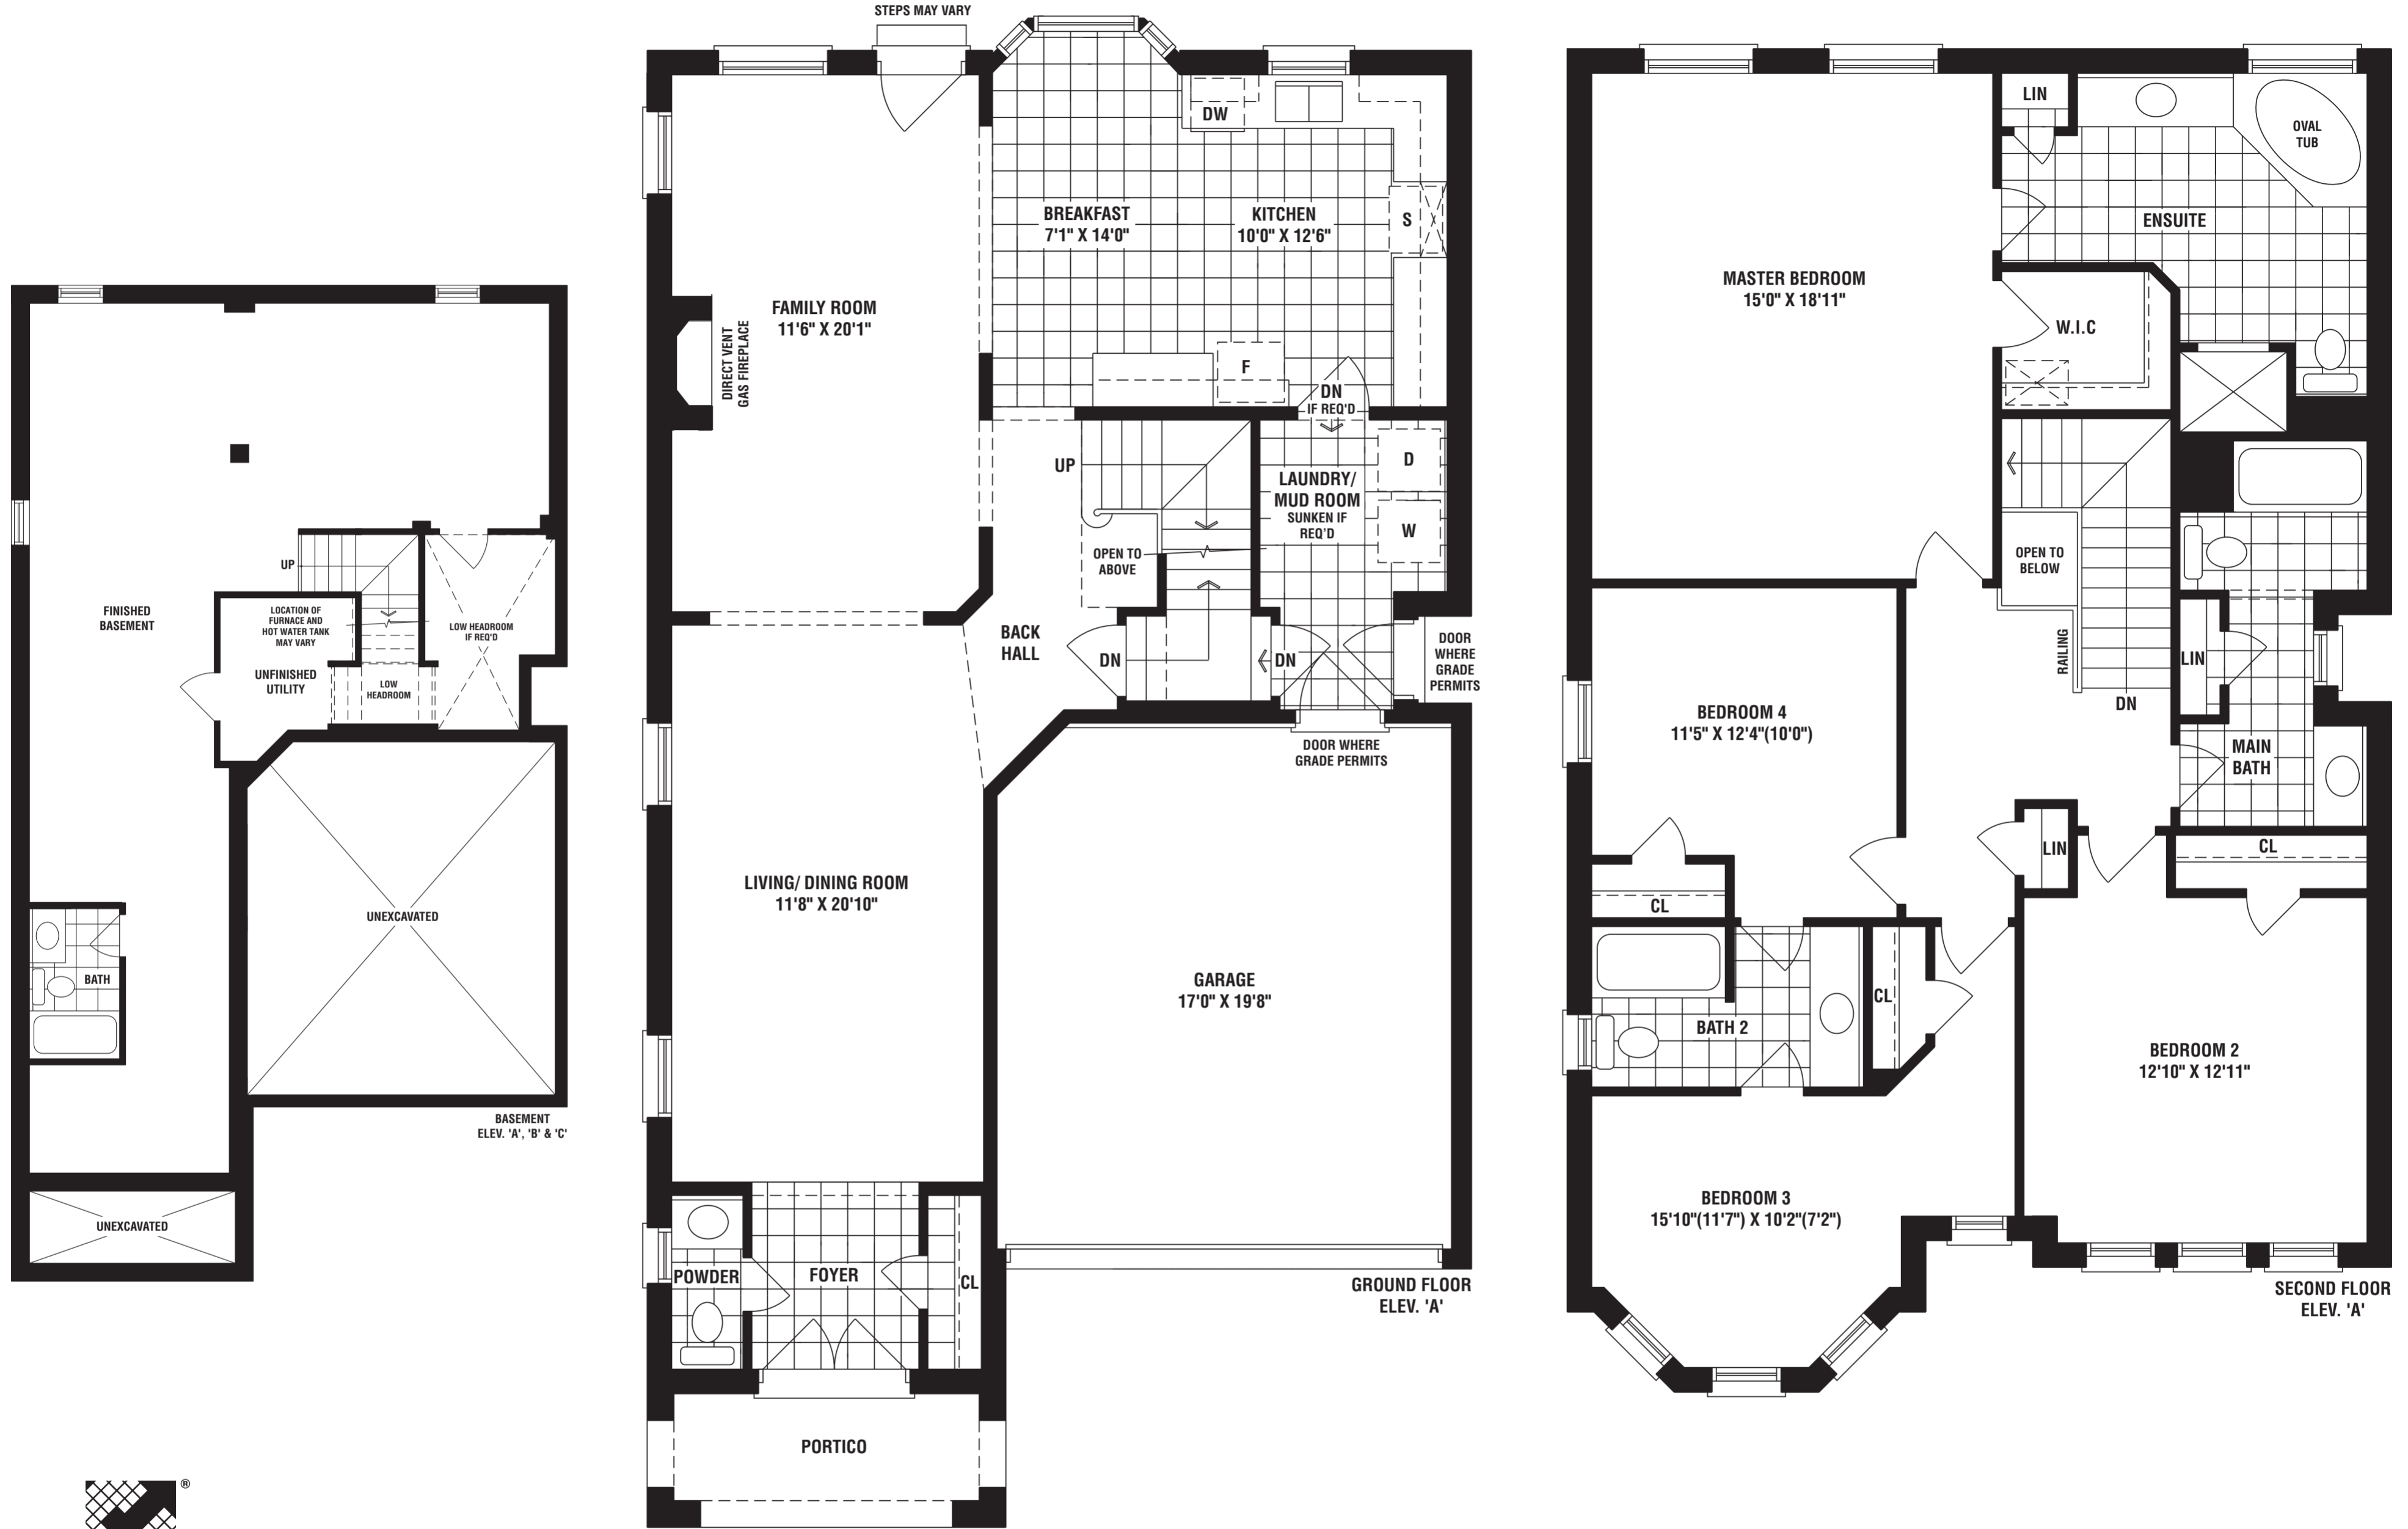 UP
FINISHED
BASEMENT
LOCATION OF
FURNACE AND
HOT WATER TANK
MAY VARY
UNFINISHED
UTILITY
LOW
HEADROOM
LOW HEADROOM
IF REQ'D
UNEXCAVATED
BATH
BASEMENT
ELEV. 'A', 'B' & 'C'
UNEXCAVATED
®
STEPS MAY VARY
DW
BREAKFAST
7'1" X 14'0"
KITCHEN
10'0" X 12'6"
S
FAMILY ROOM
11'6" X 20'1"
DIRECT VENT
GAS FIREPLACE
F
DN
IF REQ'D
UP
LAUNDRY/
MUD ROOM
SUNKEN IF
REQ'D
D
W
OPEN TO
ABOVE
BACK
HALL
DN
DN
DOOR
WHERE
GRADE
PERMITS
DOOR WHERE
GRADE PERMITS
LIVING/ DINING ROOM
11'8" X 20'10"
GARAGE
17'0" X 19'8"
POWDER
FOYER
CL
GROUND FLOOR
ELEV. 'A'
PORTICO
LIN
OVAL
TUB
ENSUITE
MASTER BEDROOM
15'0" X 18'11"
W.I.C
OPEN TO
BELOW
RAILING
LIN
DN
BEDROOM 4
11'5" X 12'4"(10'0")
MAIN
BATH
LIN
CL
CL
BATH 2
CL
BEDROOM 2
12'10" X 12'11"
BEDROOM 3
15'10"(11'7") X 10'2"(7'2")
SECOND FLOOR
ELEV. 'A'